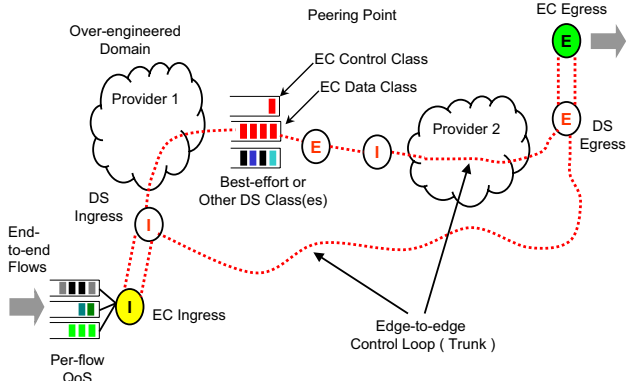 Peering Point
EC Egress
Over-engineered
Domain
E
EC Control Class
EC Data Class
Provider 1
Provider 2
E
E
I
DS
Egress
Best-effort or
Other DS Class(es)
DS
Ingress
I
End-
to-end
Flows
I
EC Ingress
Edge-to-edge
Control Loop ( Trunk )
Per-flow
QoS